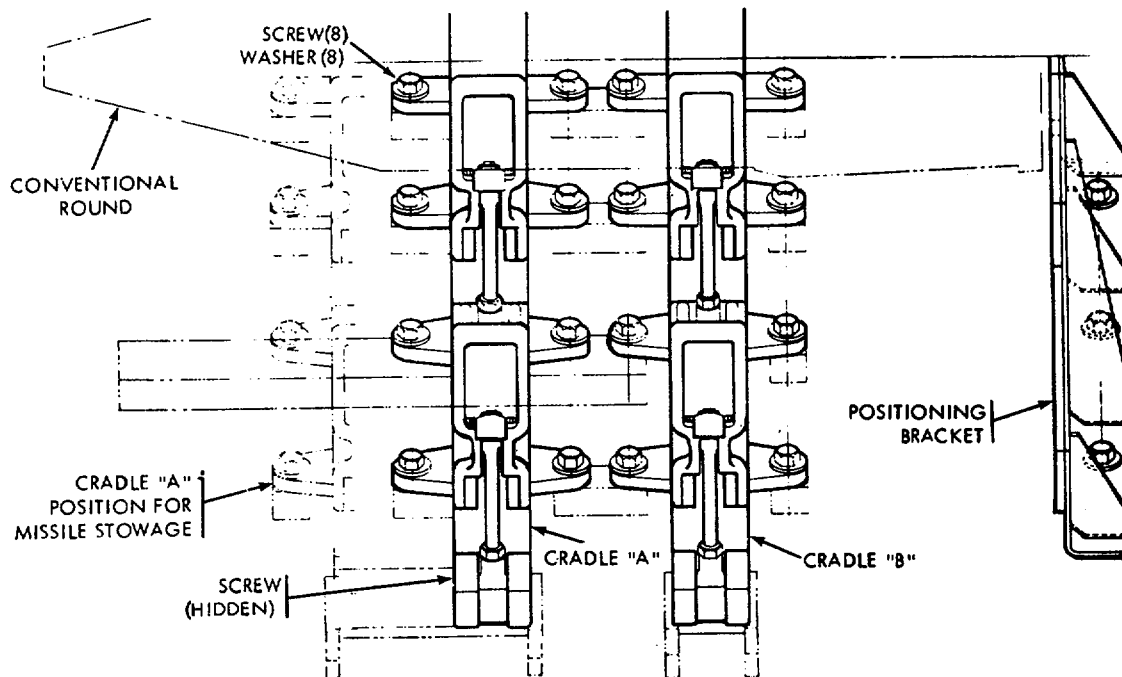 SCREW(8)
WASHER(8)
CONVENTIONAL
ROUND
POSITIONING
BRACKET
CRADLE "A"
POSITION FOR
MISSILE STOWAGE
CRADLE "A"
CRADLE "B"
SCREW
(HIDDEN)